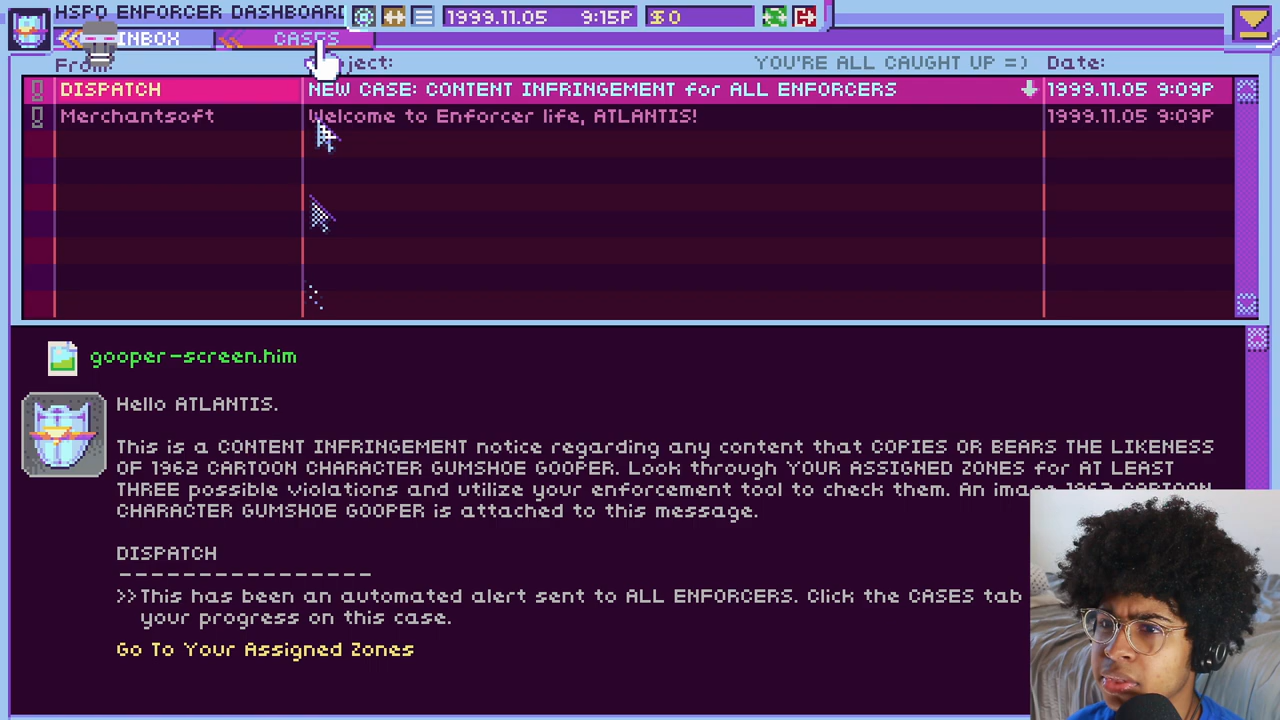 HSPD ENFORCER DASHBOARD
1999.11.05 9:15P
0
INBOX
CASES
From:
YOU'RE ALL CAUGHT UP =)
Date:
DISPATCH
NEW CASE: CONTENT INFRINGEMENT for ALL ENFORCERS
1999.11.05 9:09P
Merchantsoft
Welcome to Enforcer life, ATLANTIS!
1999.11.05 9:09P
gooper-screen.him
Hello ATLANTIS.
This is a CONTENT INFRINGEMENT notice regarding any content that COPIES OR BEARS THE LIKENESS
OF 1962 CARTOON CHARACTER GUMSHOE GOOPER. Look through YOUR ASSIGNED ZONES for AT LEAST
THREE possible violations and utilize your enforcement tool to check them. An image 1962 CARTOON
CHARACTER GUMSHOE GOOPER is attached to this message.
DISPATCH
----------------
>>This has been an automated alert sent to ALL ENFORCERS. Click the CASES tab
your progress on this case.
Go To Your Assigned Zones